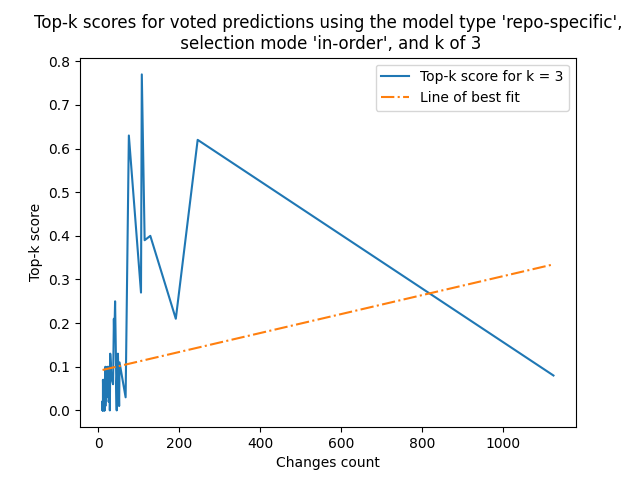 Top-k scores for voted predictions using the model type 'repo-specific',
selection mode 'in-order', and k of 3
Top-k score for k = 3
Line of best fit
Top-k score
0.8
0.7
0.6
0.5
0.4
0.3
0.2
0.1
0.0
0 200 400 600 800 1000
Changes count